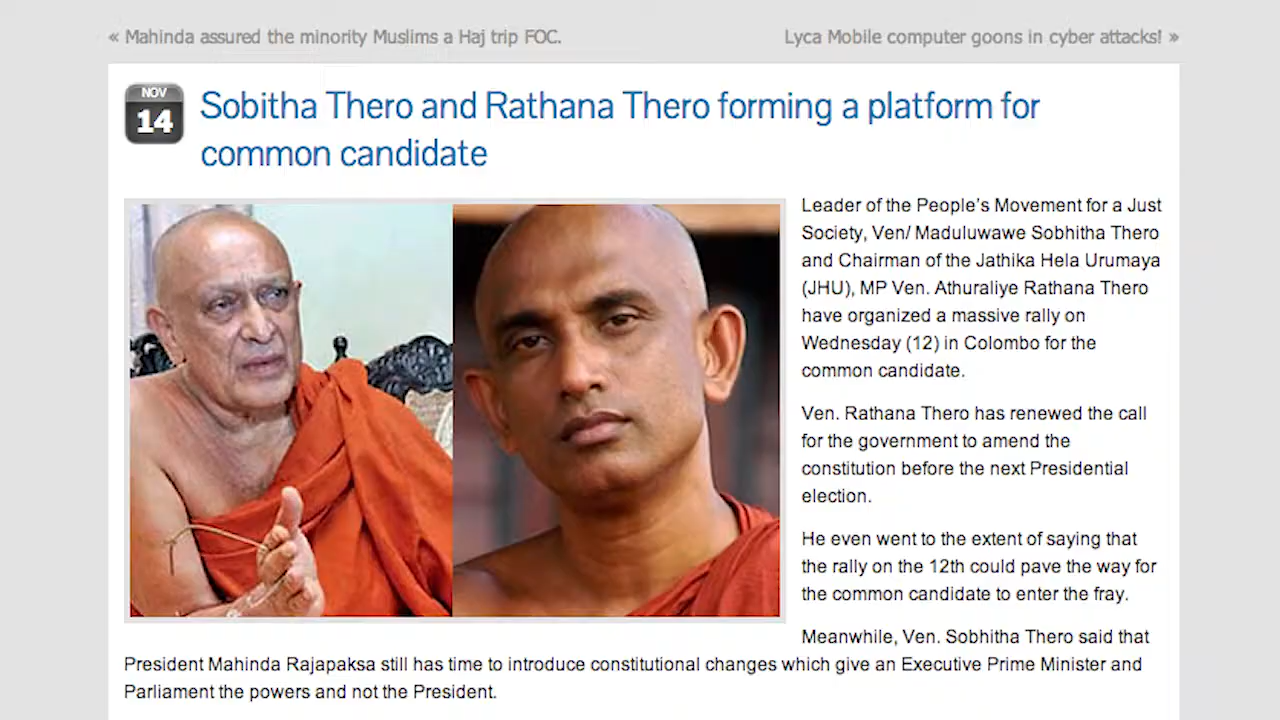 « Mahinda assured the minority Muslims a Haj trip FOC.
Lyca Mobile computer goons in cyber attacks! »
NOV
14
Sobitha Thero and Rathana Thero forming a platform for
common candidate
Leader of the People’s Movement for a Just
Society, Ven/ Maduluwawe Sobhitha Thero
and Chairman of the Jathika Hela Urumaya
(JHU), MP Ven. Athuraliye Rathana Thero
have organized a massive rally on
Wednesday (12) in Colombo for the
common candidate.
Ven. Rathana Thero has renewed the call
for the government to amend the
constitution before the next Presidential
election.
He even went to the extent of saying that
the rally on the 12th could pave the way for
the common candidate to enter the fray.
Meanwhile, Ven. Sobhitha Thero said that
President Mahinda Rajapaksa still has time to introduce constitutional changes which give an Executive Prime Minister and
Parliament the powers and not the President.